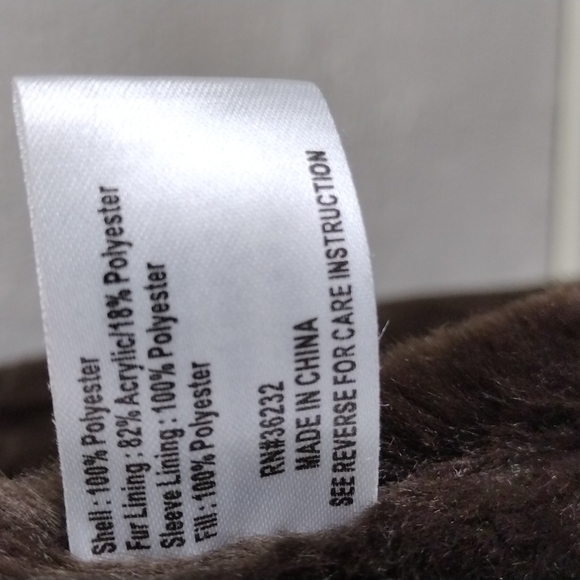 Shell : 100% Polyester
Fur Lining : 82% Acrylic/18% Polyester
Sleeve Lining : 100% Polyester
Fill : 100% Polyester
RN#36232
MADE IN CHINA
SEE REVERSE FOR CARE INSTRUCTION